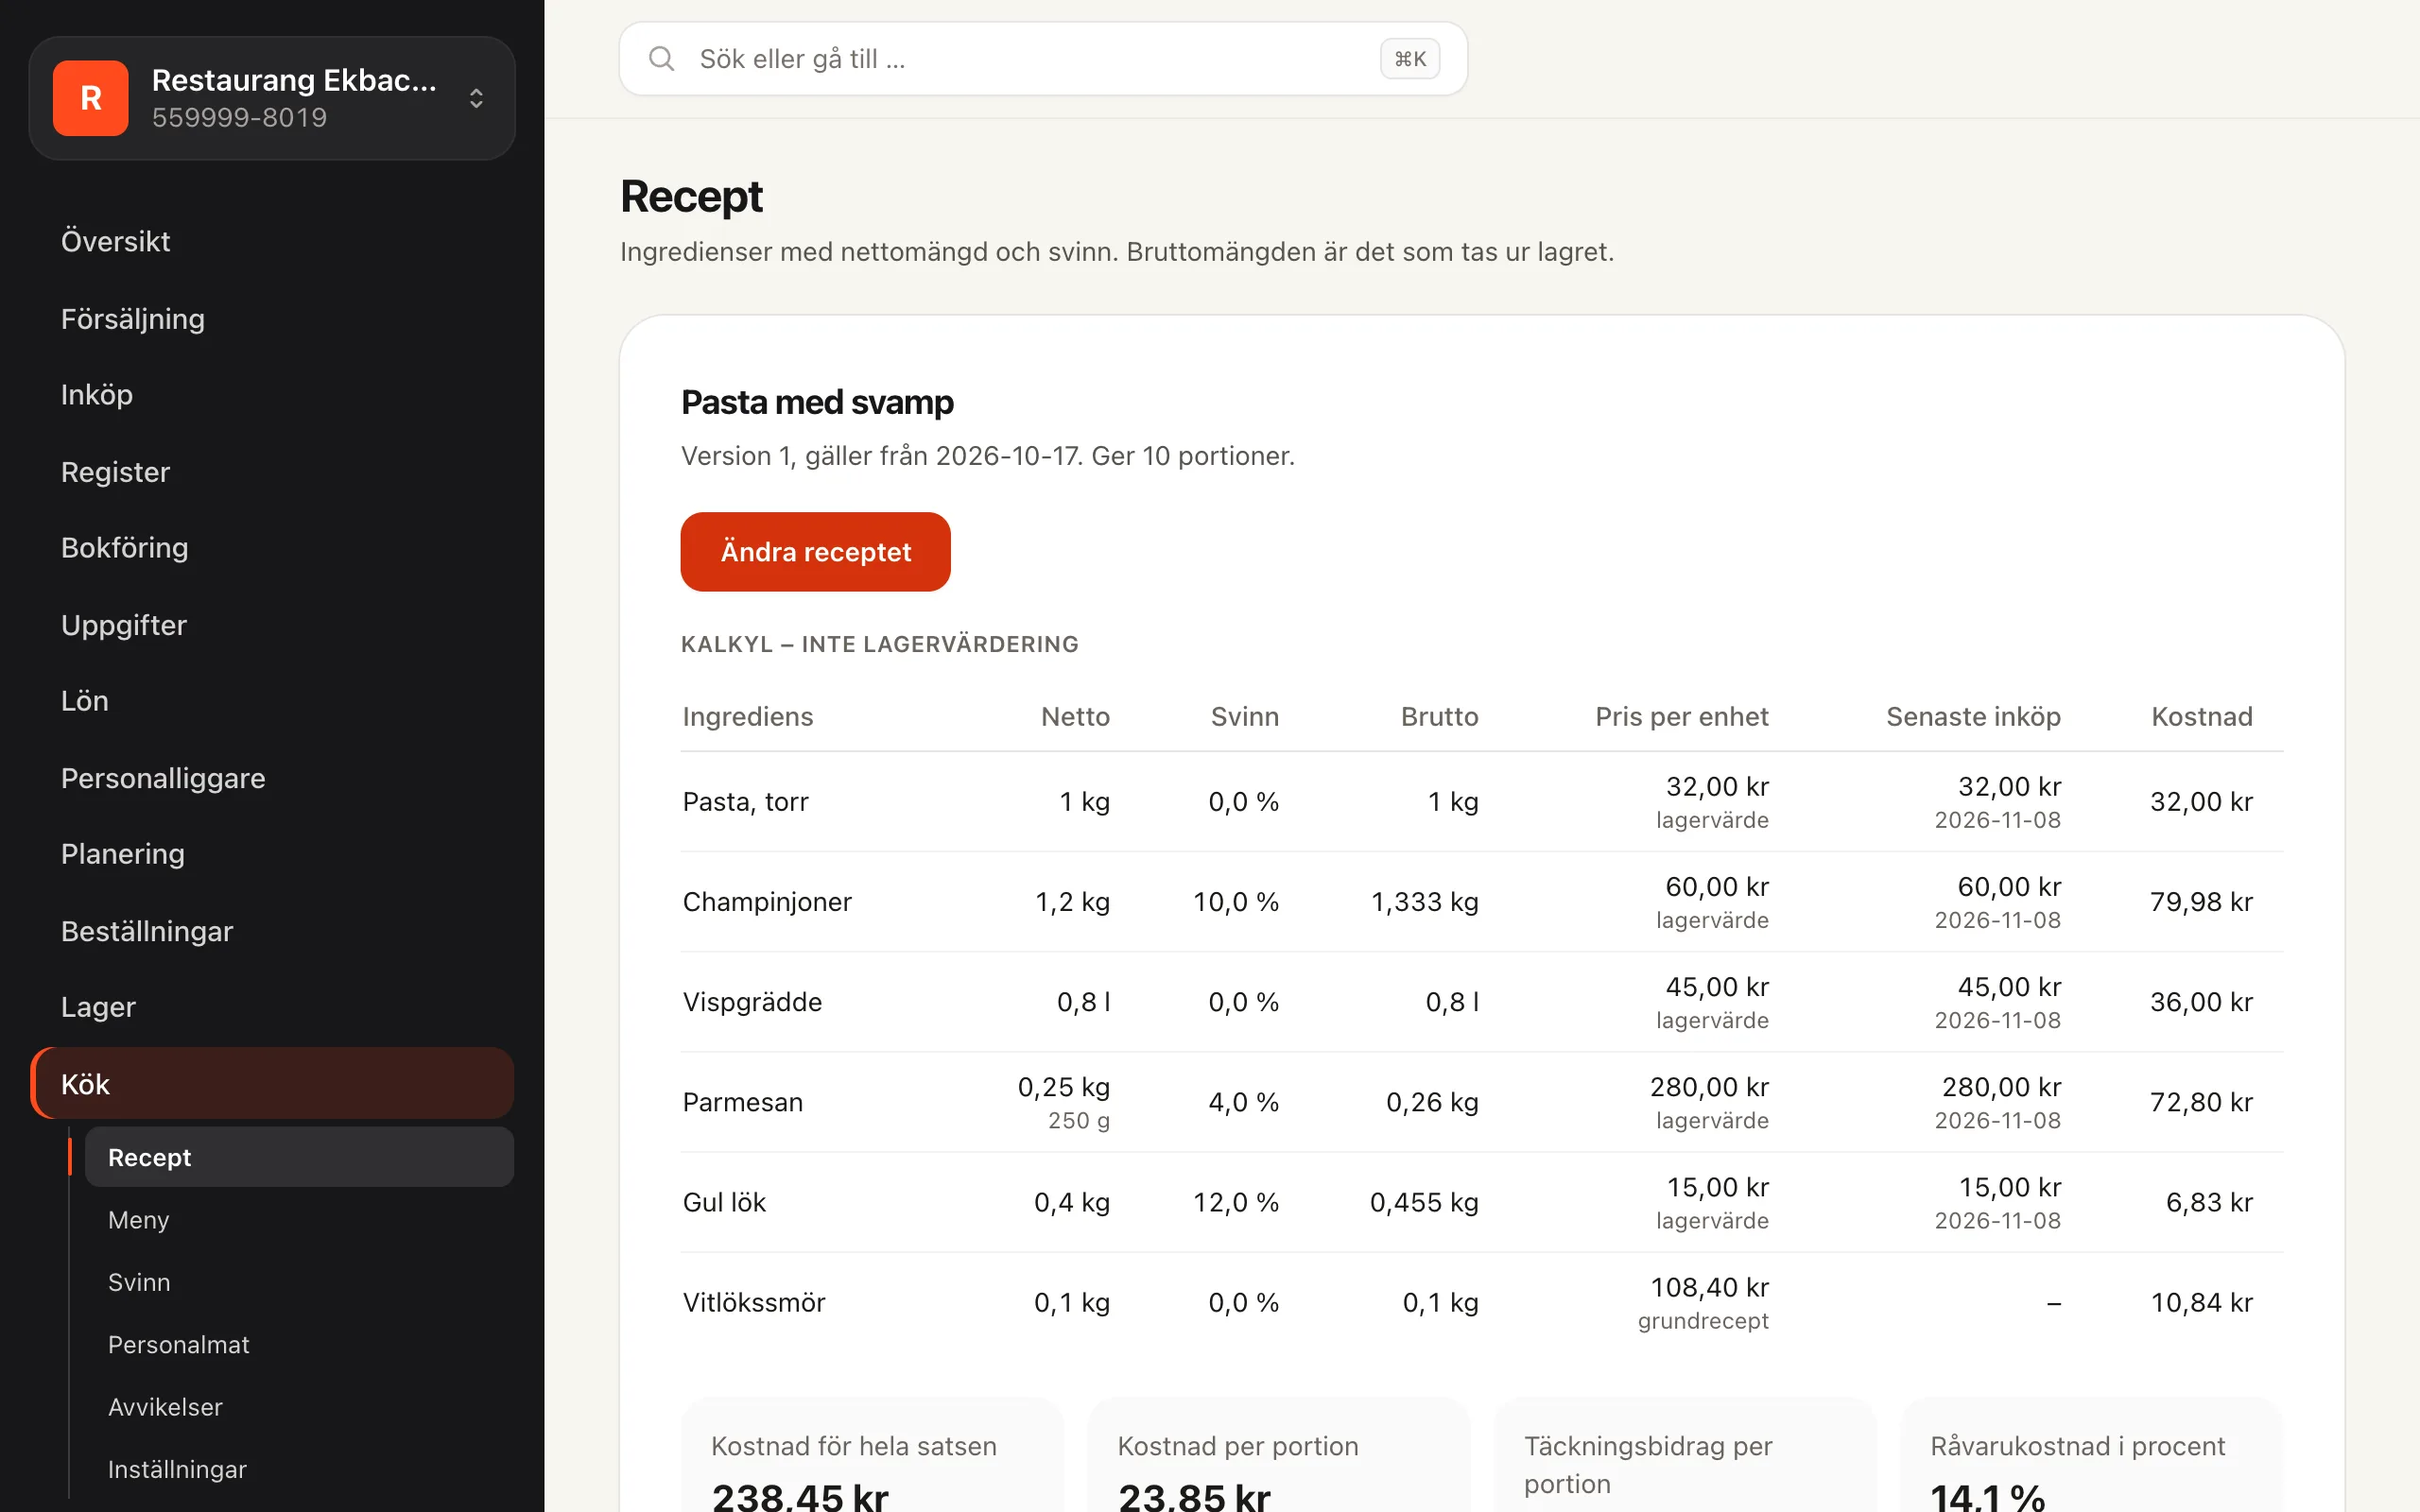 R
Restaurang Ekbac...
559999-8019
Översikt
Försäljning
Inköp
Register
Bokföring
Uppgifter
Lön
Personalliggare
Planering
Beställningar
Lager
Kök
Recept
Meny
Svinn
Personalmat
Avvikelser
Inställningar
Sök eller gå till ...
⌘K
Recept
Ingredienser med nettomängd och svinn. Bruttomängden är det som tas ur lagret.
Pasta med svamp
Version 1, gäller från 2026-10-17. Ger 10 portioner.
Ändra receptet
KALKYL – INTE LAGERVÄRDERING
Ingrediens Netto Svinn Brutto Pris per enhet Senaste inköp Kostnad
Pasta, torr 1 kg 0,0 % 1 kg 32,00 kr 32,00 kr 32,00 kr
lagervärde 2026-11-08
Champinjoner 1,2 kg 10,0 % 1,333 kg 60,00 kr 60,00 kr 79,98 kr
lagervärde 2026-11-08
Vispgrädde 0,8 l 0,0 % 0,8 l 45,00 kr 45,00 kr 36,00 kr
lagervärde 2026-11-08
Parmesan 0,25 kg 4,0 % 0,26 kg 280,00 kr 280,00 kr 72,80 kr
250 g lagervärde 2026-11-08
Gul lök 0,4 kg 12,0 % 0,455 kg 15,00 kr 15,00 kr 6,83 kr
lagervärde 2026-11-08
Vitlökssmör 0,1 kg 0,0 % 0,1 kg 108,40 kr – 10,84 kr
grundrecept
Kostnad för hela satsen
238,45 kr
Kostnad per portion
23,85 kr
Täckningsbidrag per
portion
Råvarukostnad i procent
14,1 %